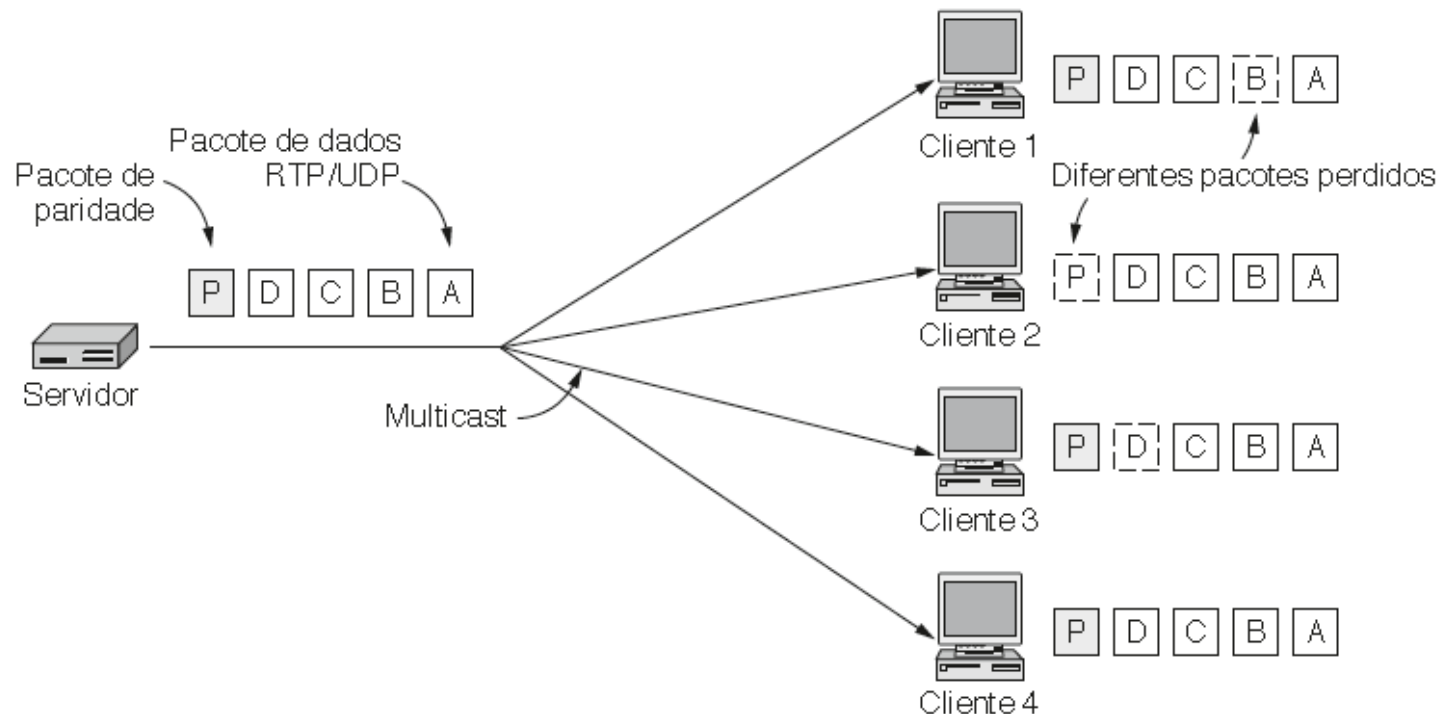 P D C B A
Cliente 1
Diferentes pacotes perdidos
Pacote de dados
RTP/UDP
Pacote de
paridade
P D C B A
Servidor
Multicast
P D C B A
Cliente 2
P D C B A
Cliente 3
P D C B A
Cliente 4